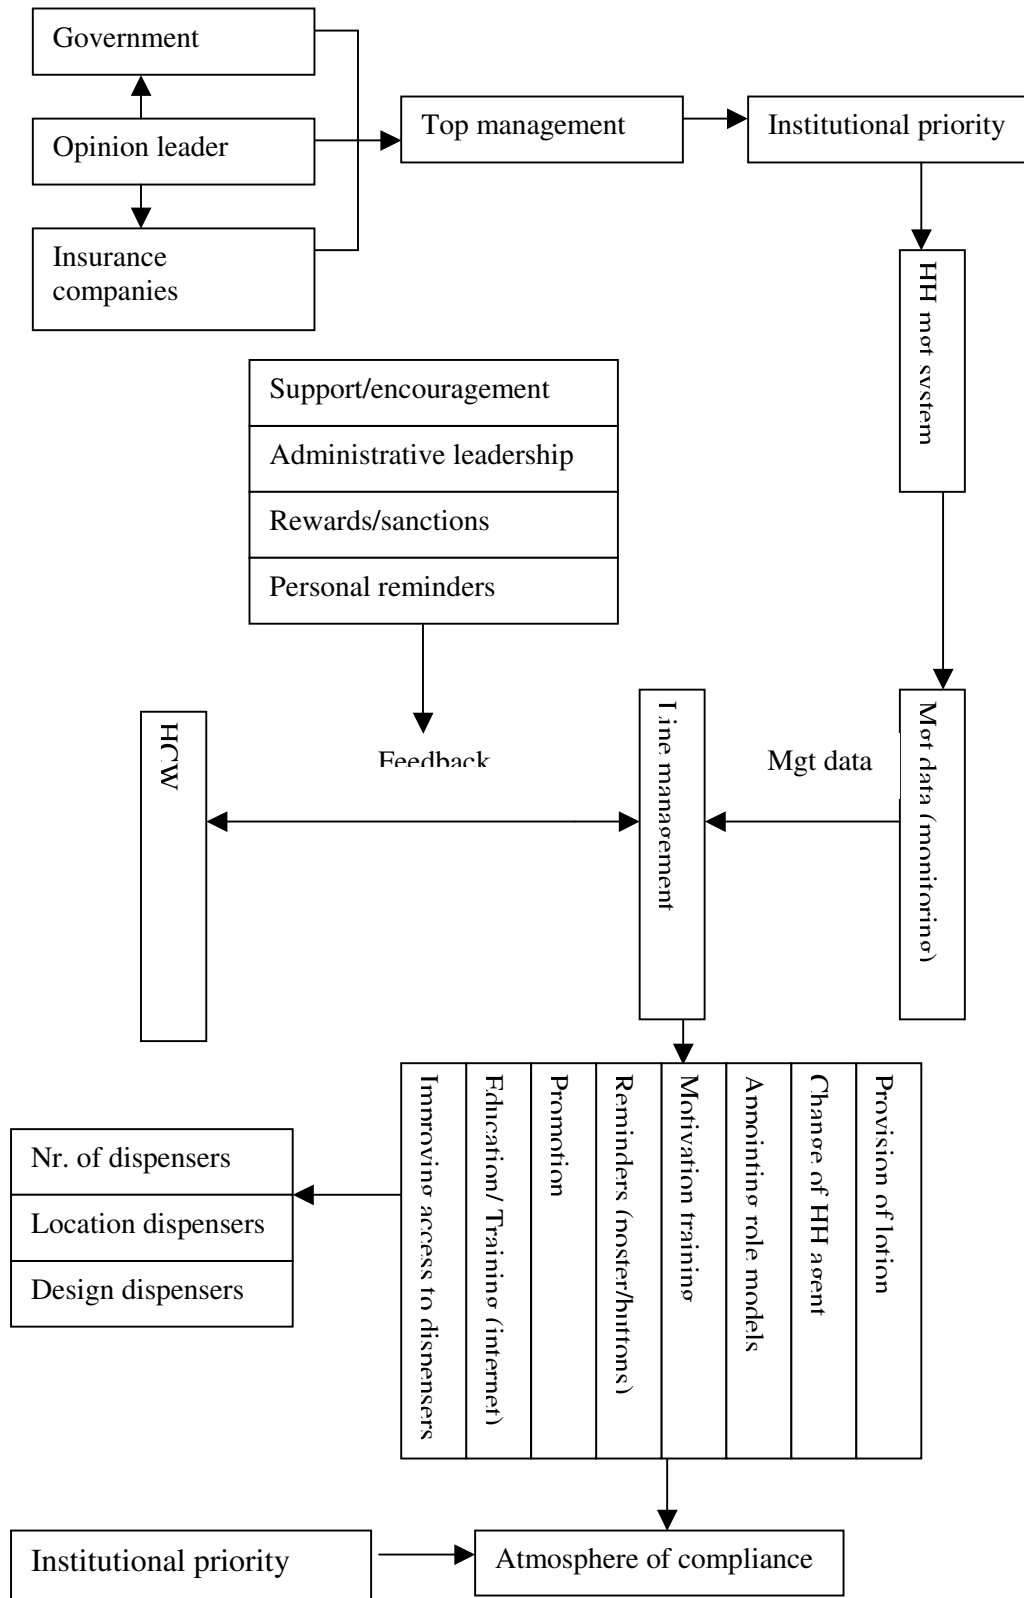 Government
Opinion leader
Insurance
companies
Top management
Institutional priority
HH mgt system
Support/encouragement
Administrative leadership
Rewards/sanctions
Personal reminders
HCW
Feedback
Line management
Mgt data
Mgt data (monitoring)
Improving access to dispensers
Education/ Training (internet)
Promotion
Reminders (poster/buttons)
Motivation training
Appointing role models
Change of HH agent
Provision of lotion
Nr. of dispensers
Location dispensers
Design dispensers
Institutional priority
Atmosphere of compliance